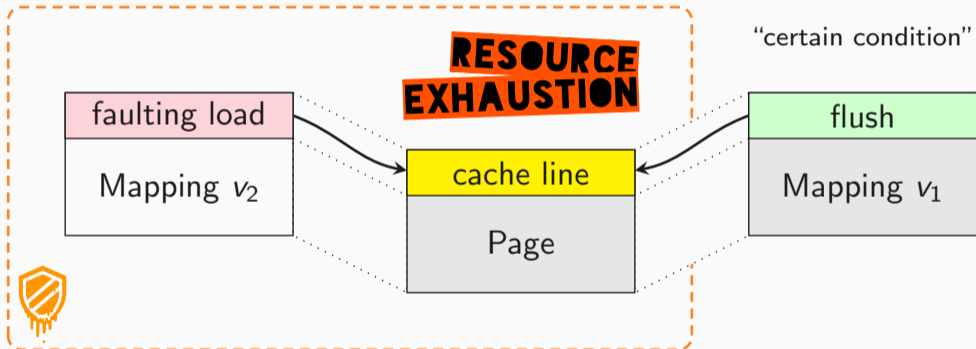 “certain condition”
RESOURCE
EXHAUSTION
faulting load
Mapping v₂
cache line
Page
flush
Mapping v₁